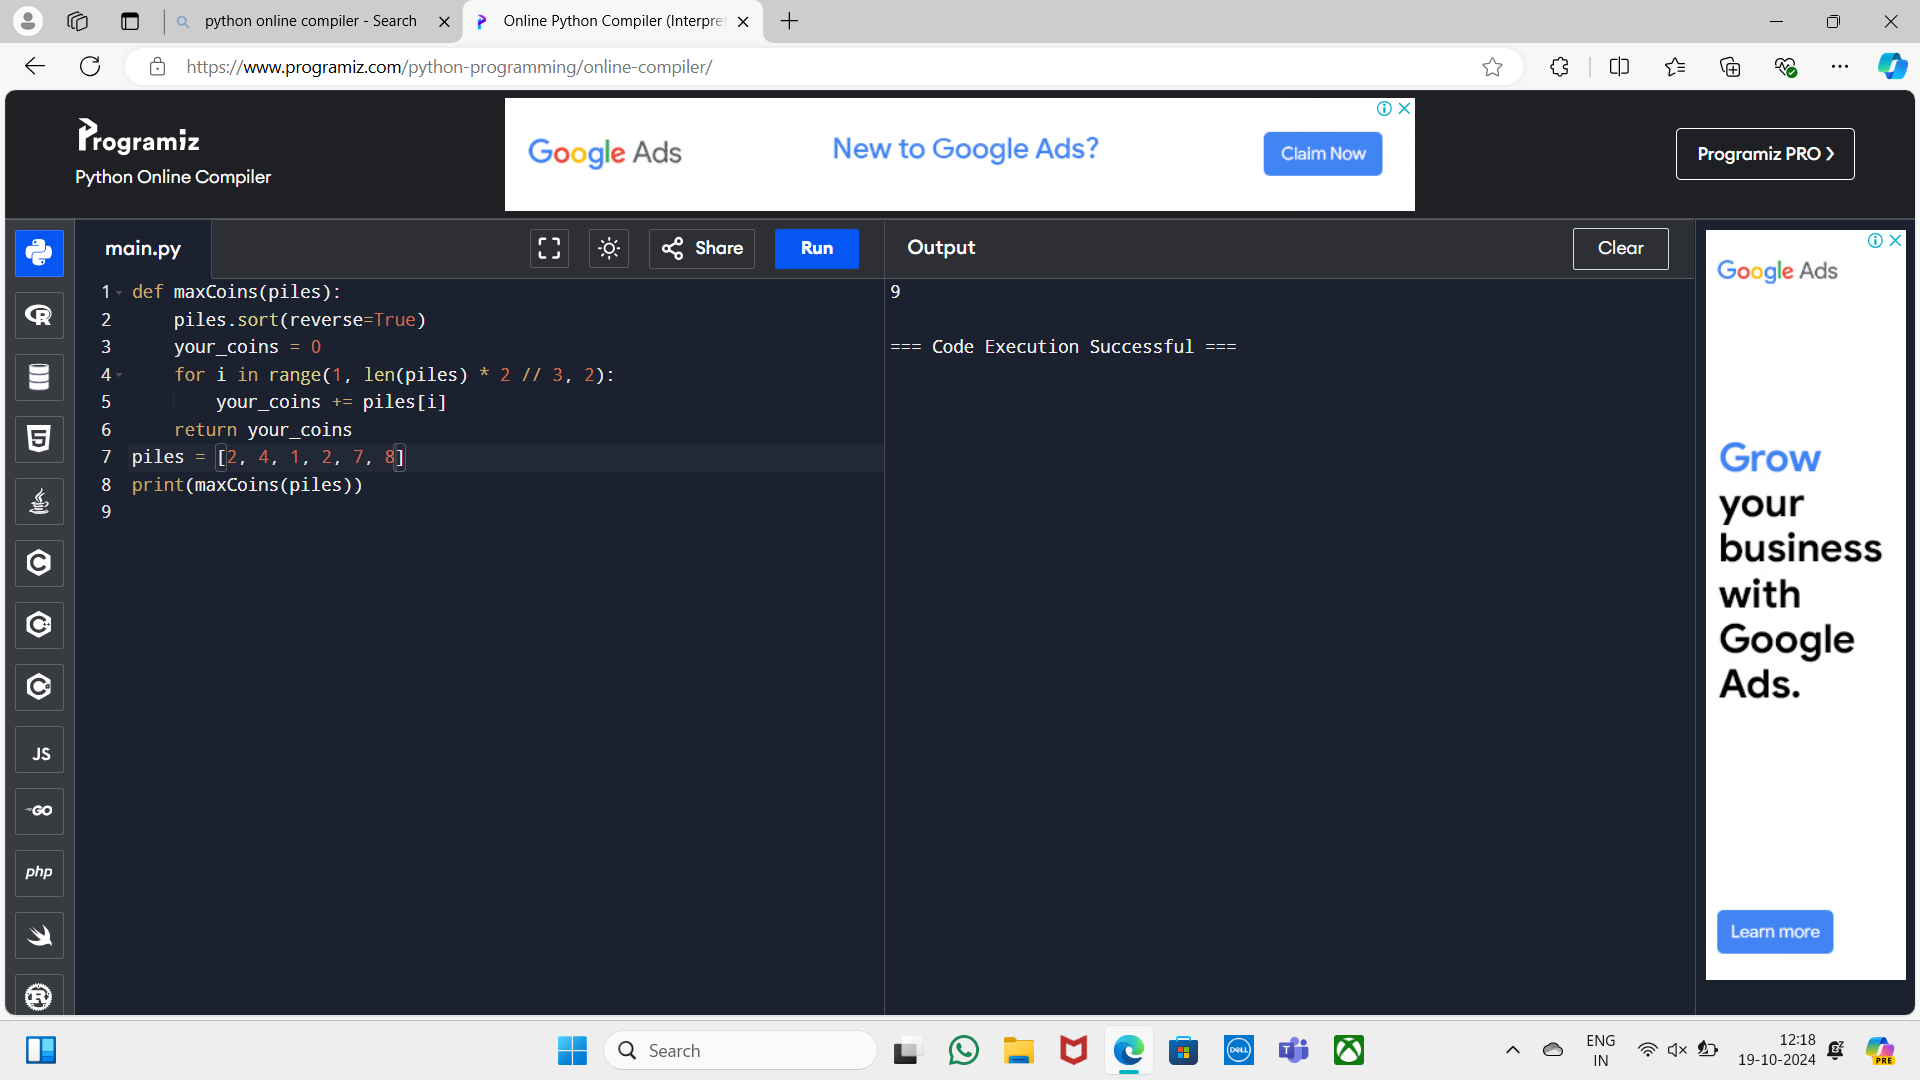 python online compiler - Search
Online Python Compiler (Interpre
https://www.programiz.com/python-programming/online-compiler/
Programiz
Python Online Compiler
Google Ads
New to Google Ads?
Claim Now
Programiz PRO
main.py
Share
Run
Output
Clear
1 def maxCoins(piles):
2 piles.sort(reverse=True)
3 your_coins = 0
4 for i in range(1, len(piles) * 2 // 3, 2):
5 your_coins += piles[i]
6 return your_coins
7 piles = [2, 4, 1, 2, 7, 8]
8 print(maxCoins(piles))
9
9
=== Code Execution Successful ===
JS
GO
php
Google Ads
Grow
your
business
with
Google
Ads.
Learn more
Search
DELL
ENG
IN
12:18
19-10-2024
PRE